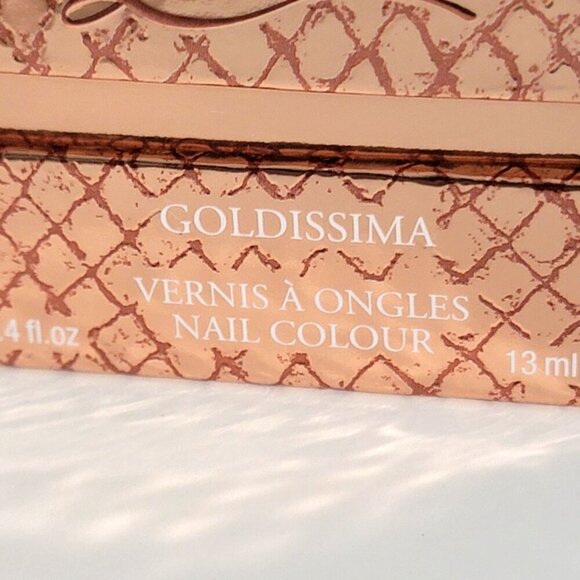 GOLDISSIMA
VERNIS À ONGLES
NAIL COLOUR
.4 fl.oz
13 ml